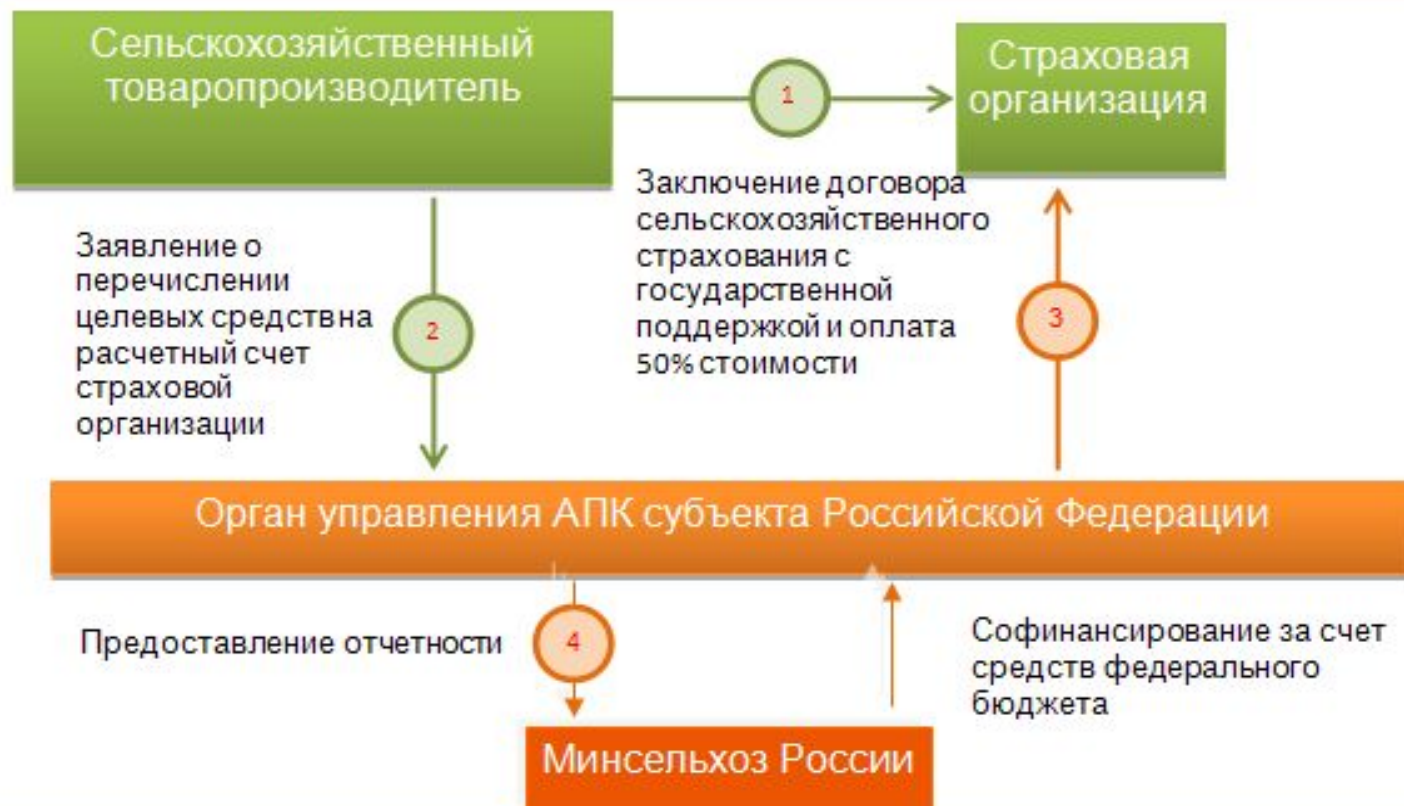 Сельскохозяйственный
товаропроизводитель
1
Страховая
организация
Заключение договора
сельскохозяйственного
страхования с
государственной
поддержкой и оплата
50% стоимости
Заявление о
перечислении
целевых средств на
расчетный счет
страховой
организации
2
3
Орган управления АПК субъекта Российской Федерации
Предоставление отчетности
4
Софинансирование за счет
средств федерального
бюджета
Минсельхоз России